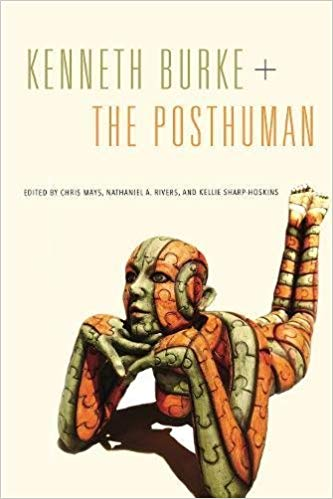 KENNETH BURKE +
THE POSTHUMAN
EDITED BY CHRIS MAYS, NATHANIEL A. RIVERS, AND KELLIE SHARP-HOSKINS